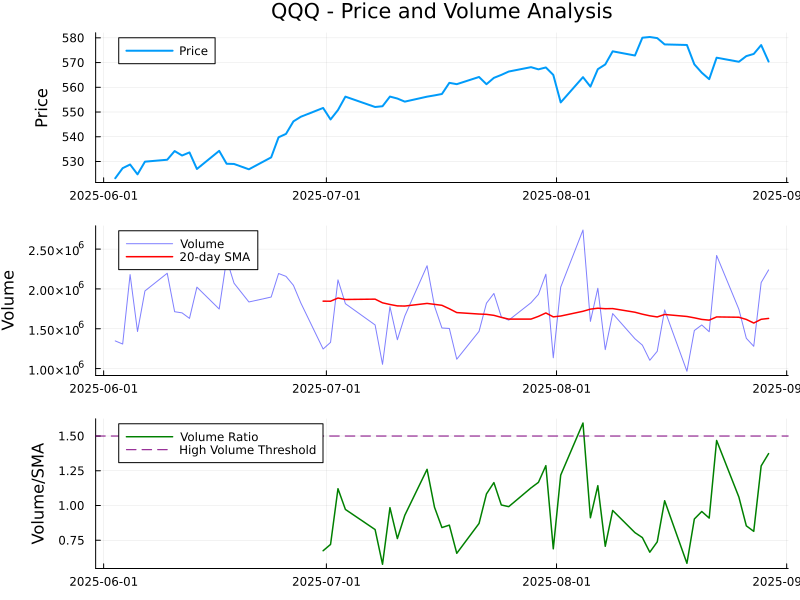 QQQ - Price and Volume Analysis
Price
580
570
560
550
540
530
Price
2025-06-01
2025-07-01
2025-08-01
2025-09
Volume
20-day SMA
2.50×10⁶
2.00×10⁶
1.50×10⁶
1.00×10⁶
Volume
2025-06-01
2025-07-01
2025-08-01
2025-09
Volume Ratio
High Volume Threshold
1.50
1.25
1.00
0.75
Volume/SMA
2025-06-01
2025-07-01
2025-08-01
2025-09